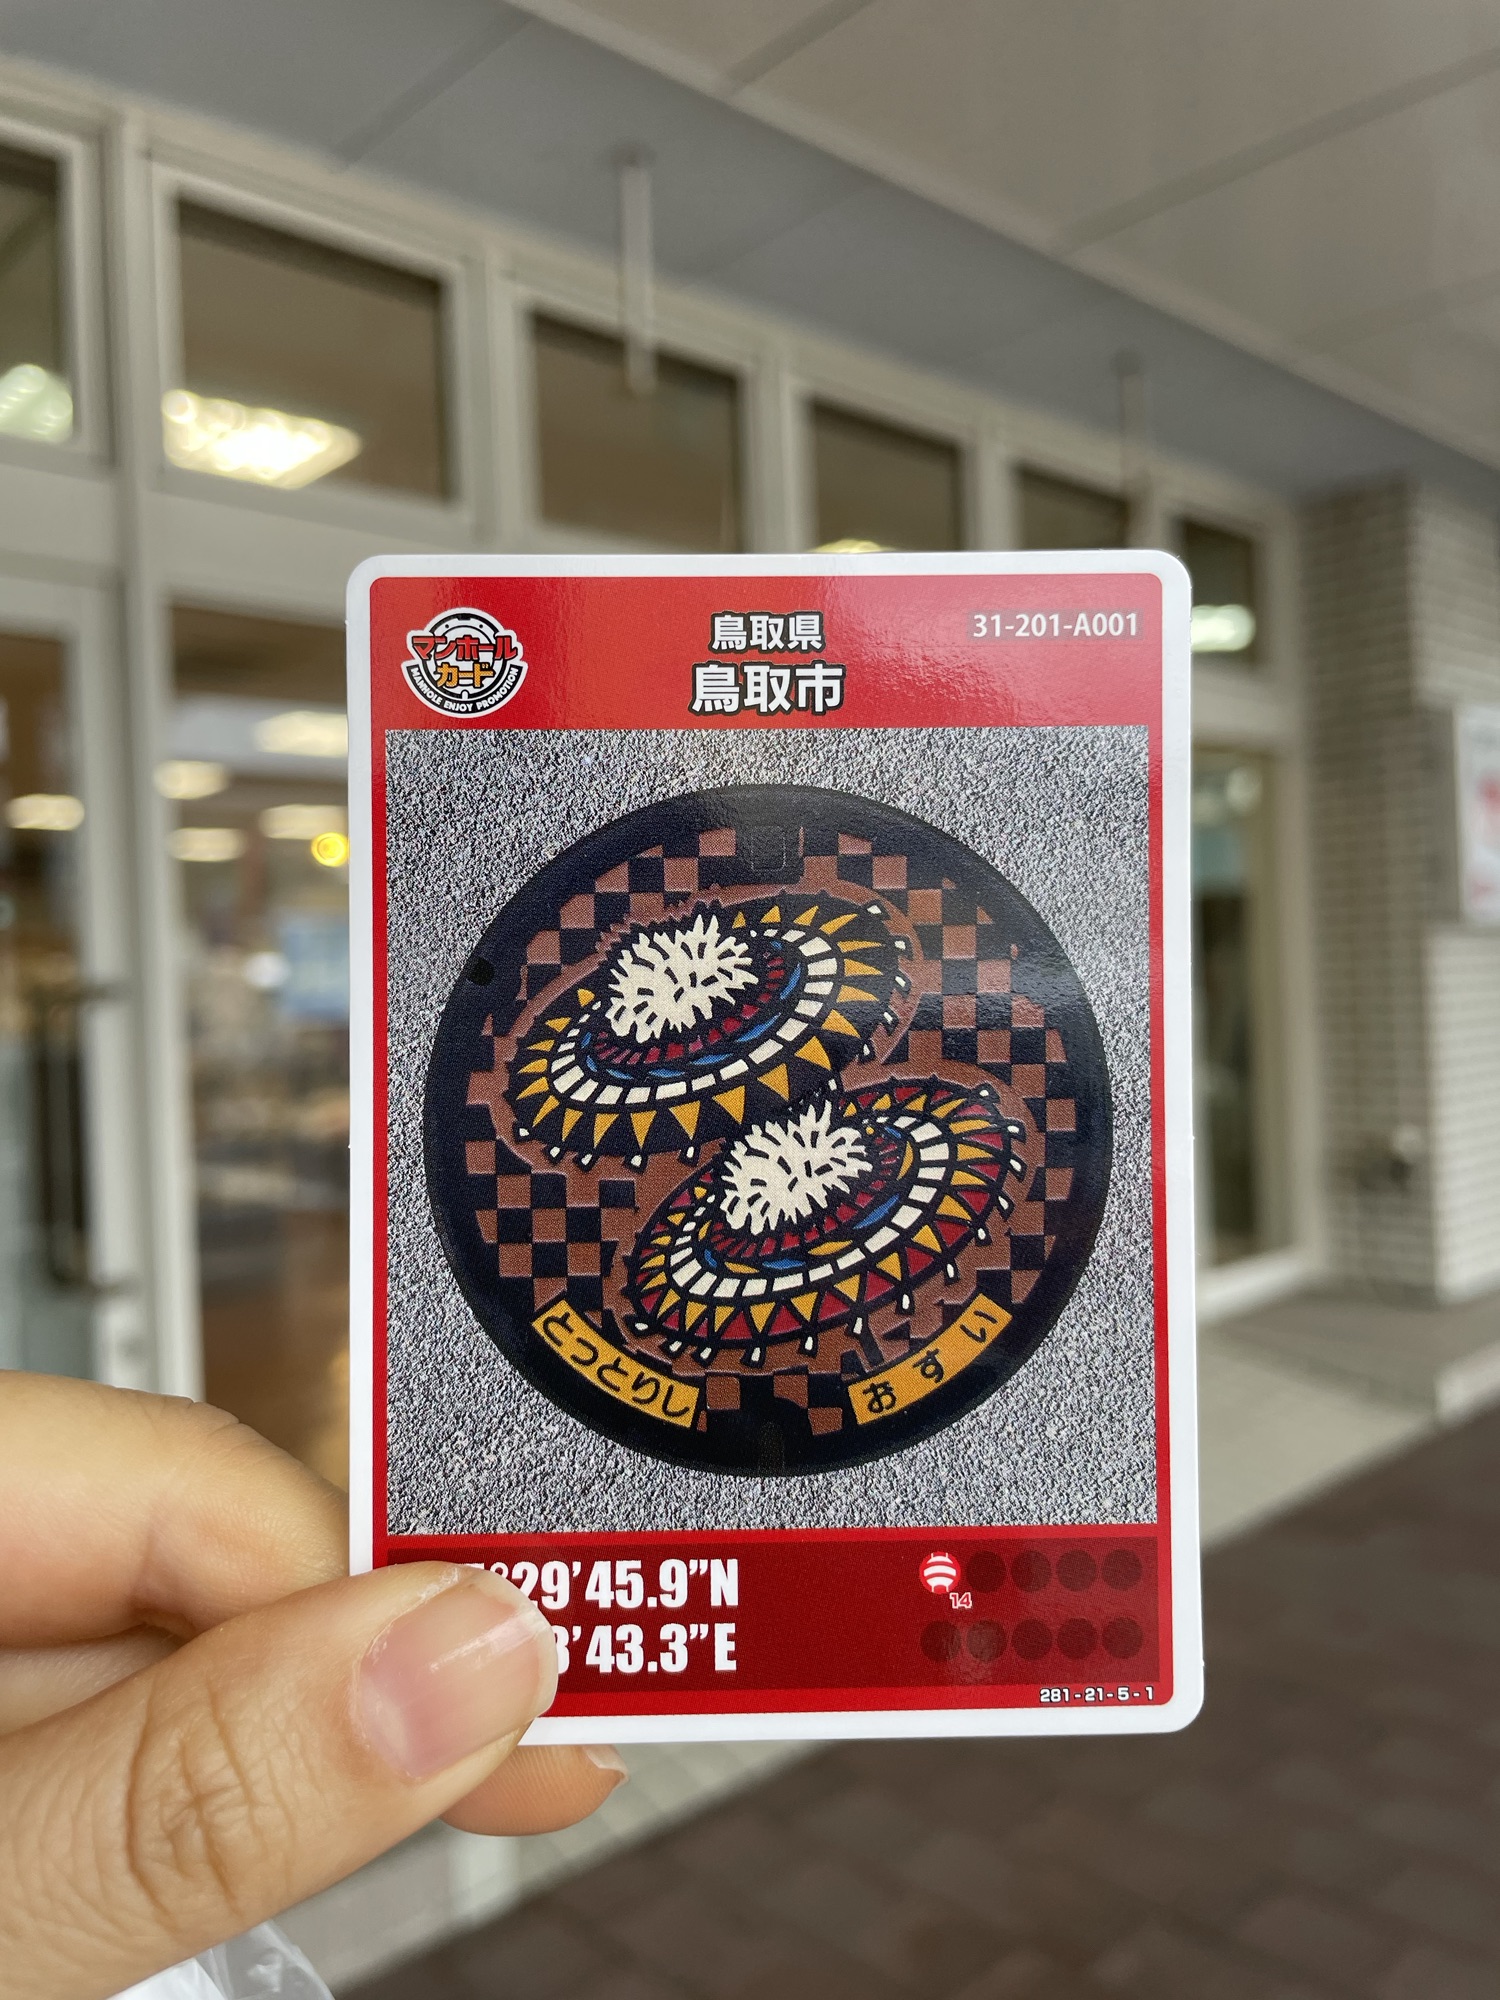 マンホール
カード
MANHOLE ENJOY PROMOTION
鳥取県
鳥取市
31-201-A001
とっとりし
おすい
29'45.9"N
43.3"E
14
281-21-5-1